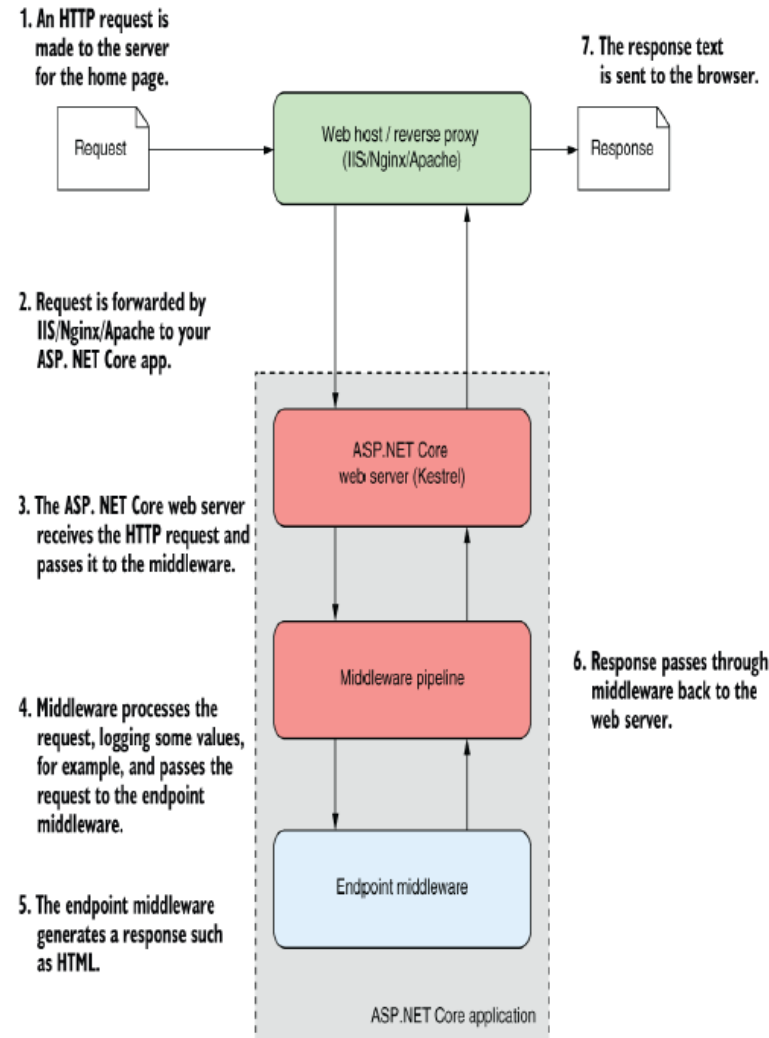 1. An HTTP request is
made to the server
for the home page.
7. The response text
is sent to the browser.
Request
Web host / reverse proxy
(IIS/Nginx/Apache)
Response
2. Request is forwarded by
IIS/Nginx/Apache to your
ASP. NET Core app.
ASP.NET Core
web server (Kestrel)
3. The ASP. NET Core web server
receives the HTTP request and
passes it to the middleware.
Middleware pipeline
6. Response passes through
middleware back to the
web server.
4. Middleware processes the
request, logging some values,
for example, and passes the
request to the endpoint
middleware.
Endpoint middleware
5. The endpoint middleware
generates a response such
as HTML.
ASP.NET Core application